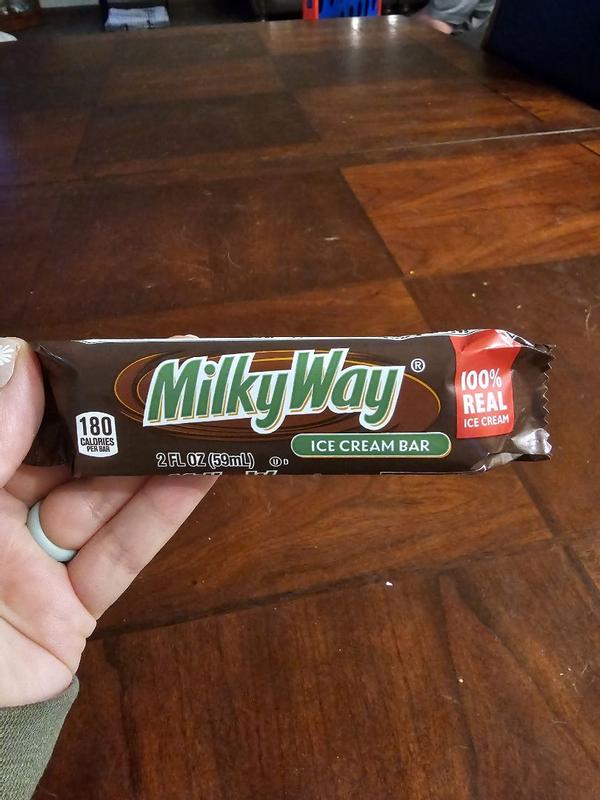 MilkyWay®
100%
REAL
ICE CREAM
180
CALORIES
PER BAR
ICE CREAM BAR
2 FL OZ (59mL) Ⓤ D